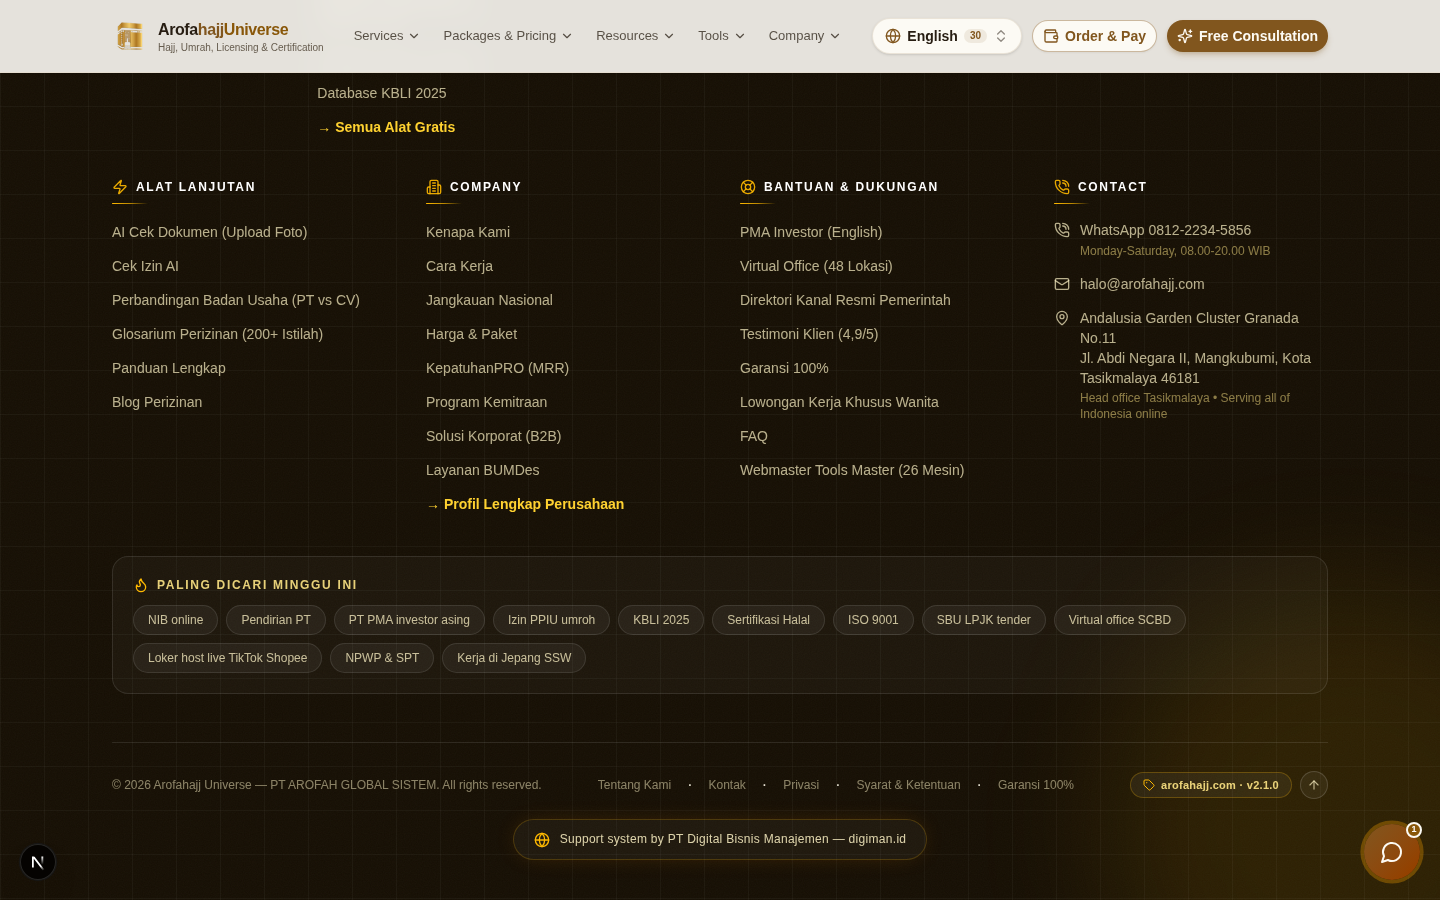 ArofahajjUniverse
Hajj, Umrah, Licensing & Certification
Services
Packages & Pricing
Resources
Tools
Company
English 30
Order & Pay
Free Consultation
Database KBLI 2025
→ Semua Alat Gratis
ALAT LANJUTAN
AI Cek Dokumen (Upload Foto)
Cek Izin AI
Perbandingan Badan Usaha (PT vs CV)
Glosarium Perizinan (200+ Istilah)
Panduan Lengkap
Blog Perizinan
COMPANY
Kenapa Kami
Cara Kerja
Jangkauan Nasional
Harga & Paket
KepatuhanPRO (MRR)
Program Kemitraan
Solusi Korporat (B2B)
Layanan BUMDes
→ Profil Lengkap Perusahaan
BANTUAN & DUKUNGAN
PMA Investor (English)
Virtual Office (48 Lokasi)
Direktori Kanal Resmi Pemerintah
Testimoni Klien (4,9/5)
Garansi 100%
Lowongan Kerja Khusus Wanita
FAQ
Webmaster Tools Master (26 Mesin)
CONTACT
WhatsApp 0812-2234-5856
Monday-Saturday, 08.00-20.00 WIB
halo@arofahajj.com
Andalusia Garden Cluster Granada
No.11
Jl. Abdi Negara II, Mangkubumi, Kota
Tasikmalaya 46181
Head office Tasikmalaya • Serving all of
Indonesia online
PALING DICARI MINGGU INI
NIB online
Pendirian PT
PT PMA investor asing
Izin PPIU umroh
KBLI 2025
Sertifikasi Halal
ISO 9001
SBU LPJK tender
Virtual office SCBD
Loker host live TikTok Shopee
NPWP & SPT
Kerja di Jepang SSW
© 2026 Arofahajj Universe — PT AROFAH GLOBAL SISTEM. All rights reserved.
Tentang Kami · Kontak · Privasi · Syarat & Ketentuan · Garansi 100%
arofahajj.com · v2.1.0
Support system by PT Digital Bisnis Manajemen — digiman.id
N
1